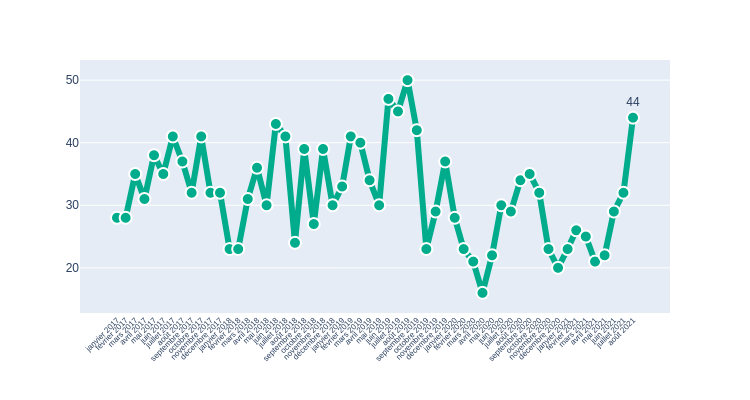 50
40
30
20
44
janvier 2017
février 2017
mars 2017
avril 2017
mai 2017
juin 2017
juillet 2017
août 2017
septembre 2017
octobre 2017
novembre 2017
décembre 2017
janvier 2018
février 2018
mars 2018
avril 2018
mai 2018
juin 2018
juillet 2018
août 2018
septembre 2018
octobre 2018
novembre 2018
décembre 2018
janvier 2019
février 2019
mars 2019
avril 2019
mai 2019
juin 2019
juillet 2019
août 2019
septembre 2019
octobre 2019
novembre 2019
décembre 2019
janvier 2020
février 2020
mars 2020
avril 2020
mai 2020
juin 2020
juillet 2020
août 2020
septembre 2020
octobre 2020
novembre 2020
décembre 2020
janvier 2021
février 2021
mars 2021
avril 2021
mai 2021
juin 2021
juillet 2021
août 2021